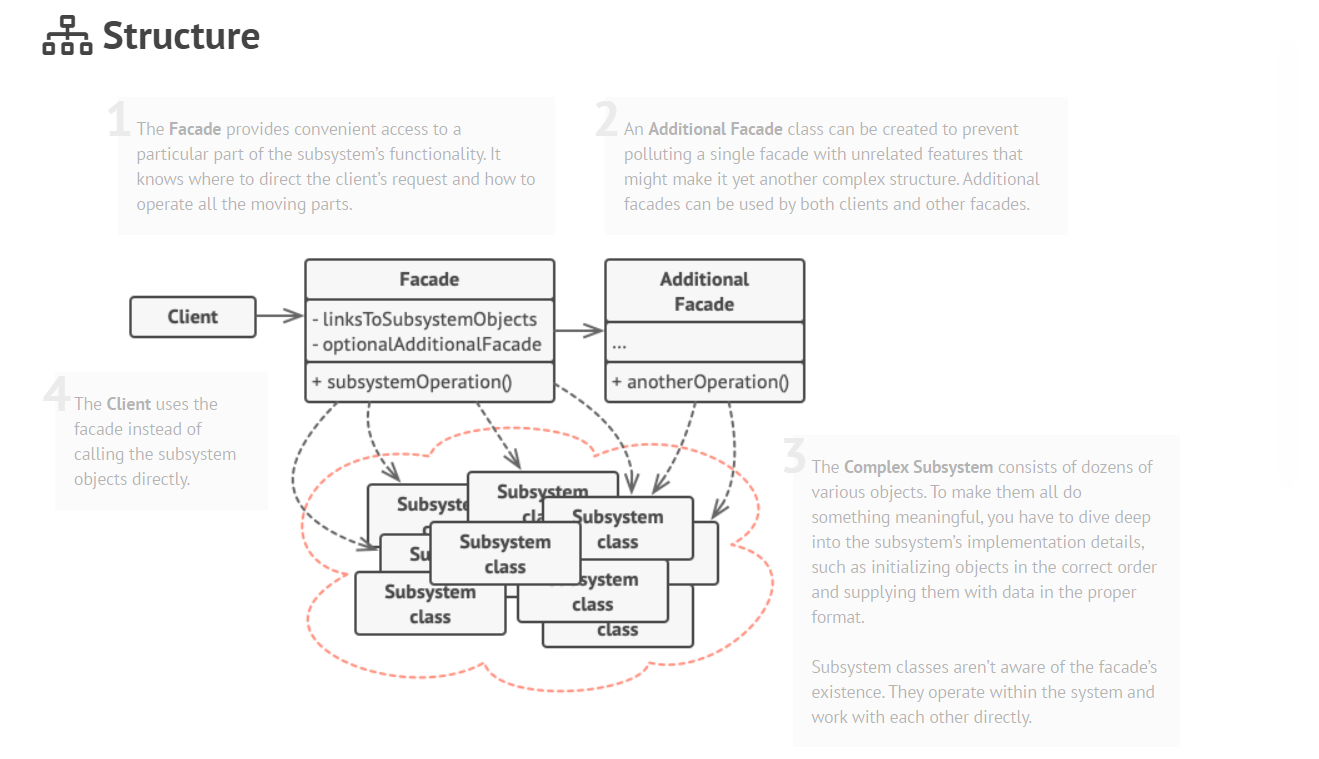 Structure
1
The Facade provides convenient access to a
particular part of the subsystem's functionality. It
knows where to direct the client's request and how to
operate all the moving parts.
2
An Additional Facade class can be created to prevent
polluting a single facade with unrelated features that
might make it yet another complex structure. Additional
facades can be used by both clients and other facades.
Client
Facade
- linksToSubsystemObjects
- optionalAdditionalFacade
+ subsystemOperation()
Additional
Facade
...
+ anotherOperation()
4
The Client uses the
facade instead of
calling the subsystem
objects directly.
3
The Complex Subsystem consists of dozens of
various objects. To make them all do
something meaningful, you have to dive deep
into the subsystem's implementation details,
such as initializing objects in the correct order
and supplying them with data in the proper
format.
Subsystem classes aren't aware of the facade's
existence. They operate within the system and
work with each other directly.
Subsystem
Subsystem
class
Subsystem
class
Subsystem
class
class
class